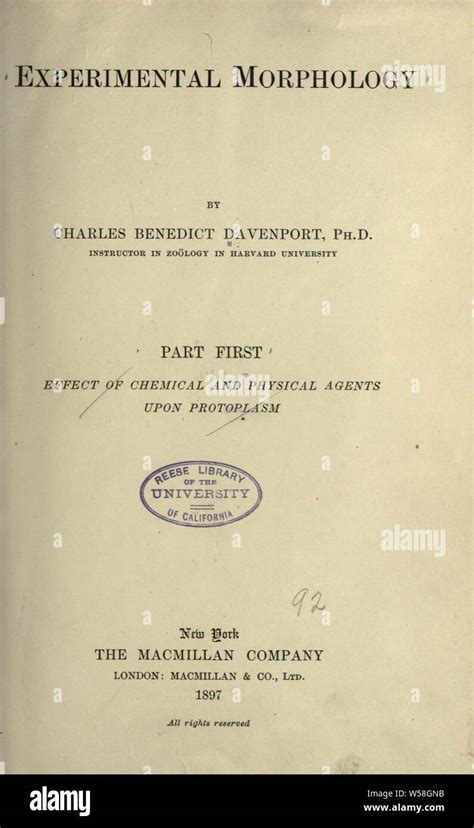 EXPERIMENTAL MORPHOLOGY
BY
CHARLES BENEDICT DAVENPORT, PH.D.
INSTRUCTOR IN ZOÖLOGY IN HARVARD UNIVERSITY
PART FIRST
EFFECT OF CHEMICAL AND PHYSICAL AGENTS
UPON PROTOPLASM
REESE LIBRARY
OF THE
UNIVERSITY
OF CALIFORNIA
92
New York
THE MACMILLAN COMPANY
LONDON: MACMILLAN & CO., LTD.
1897
All rights reserved
alamy
alamy
alamy
a
a
a
a
a
a
a
a
alamy
Image ID: W58GNB
www.alamy.com